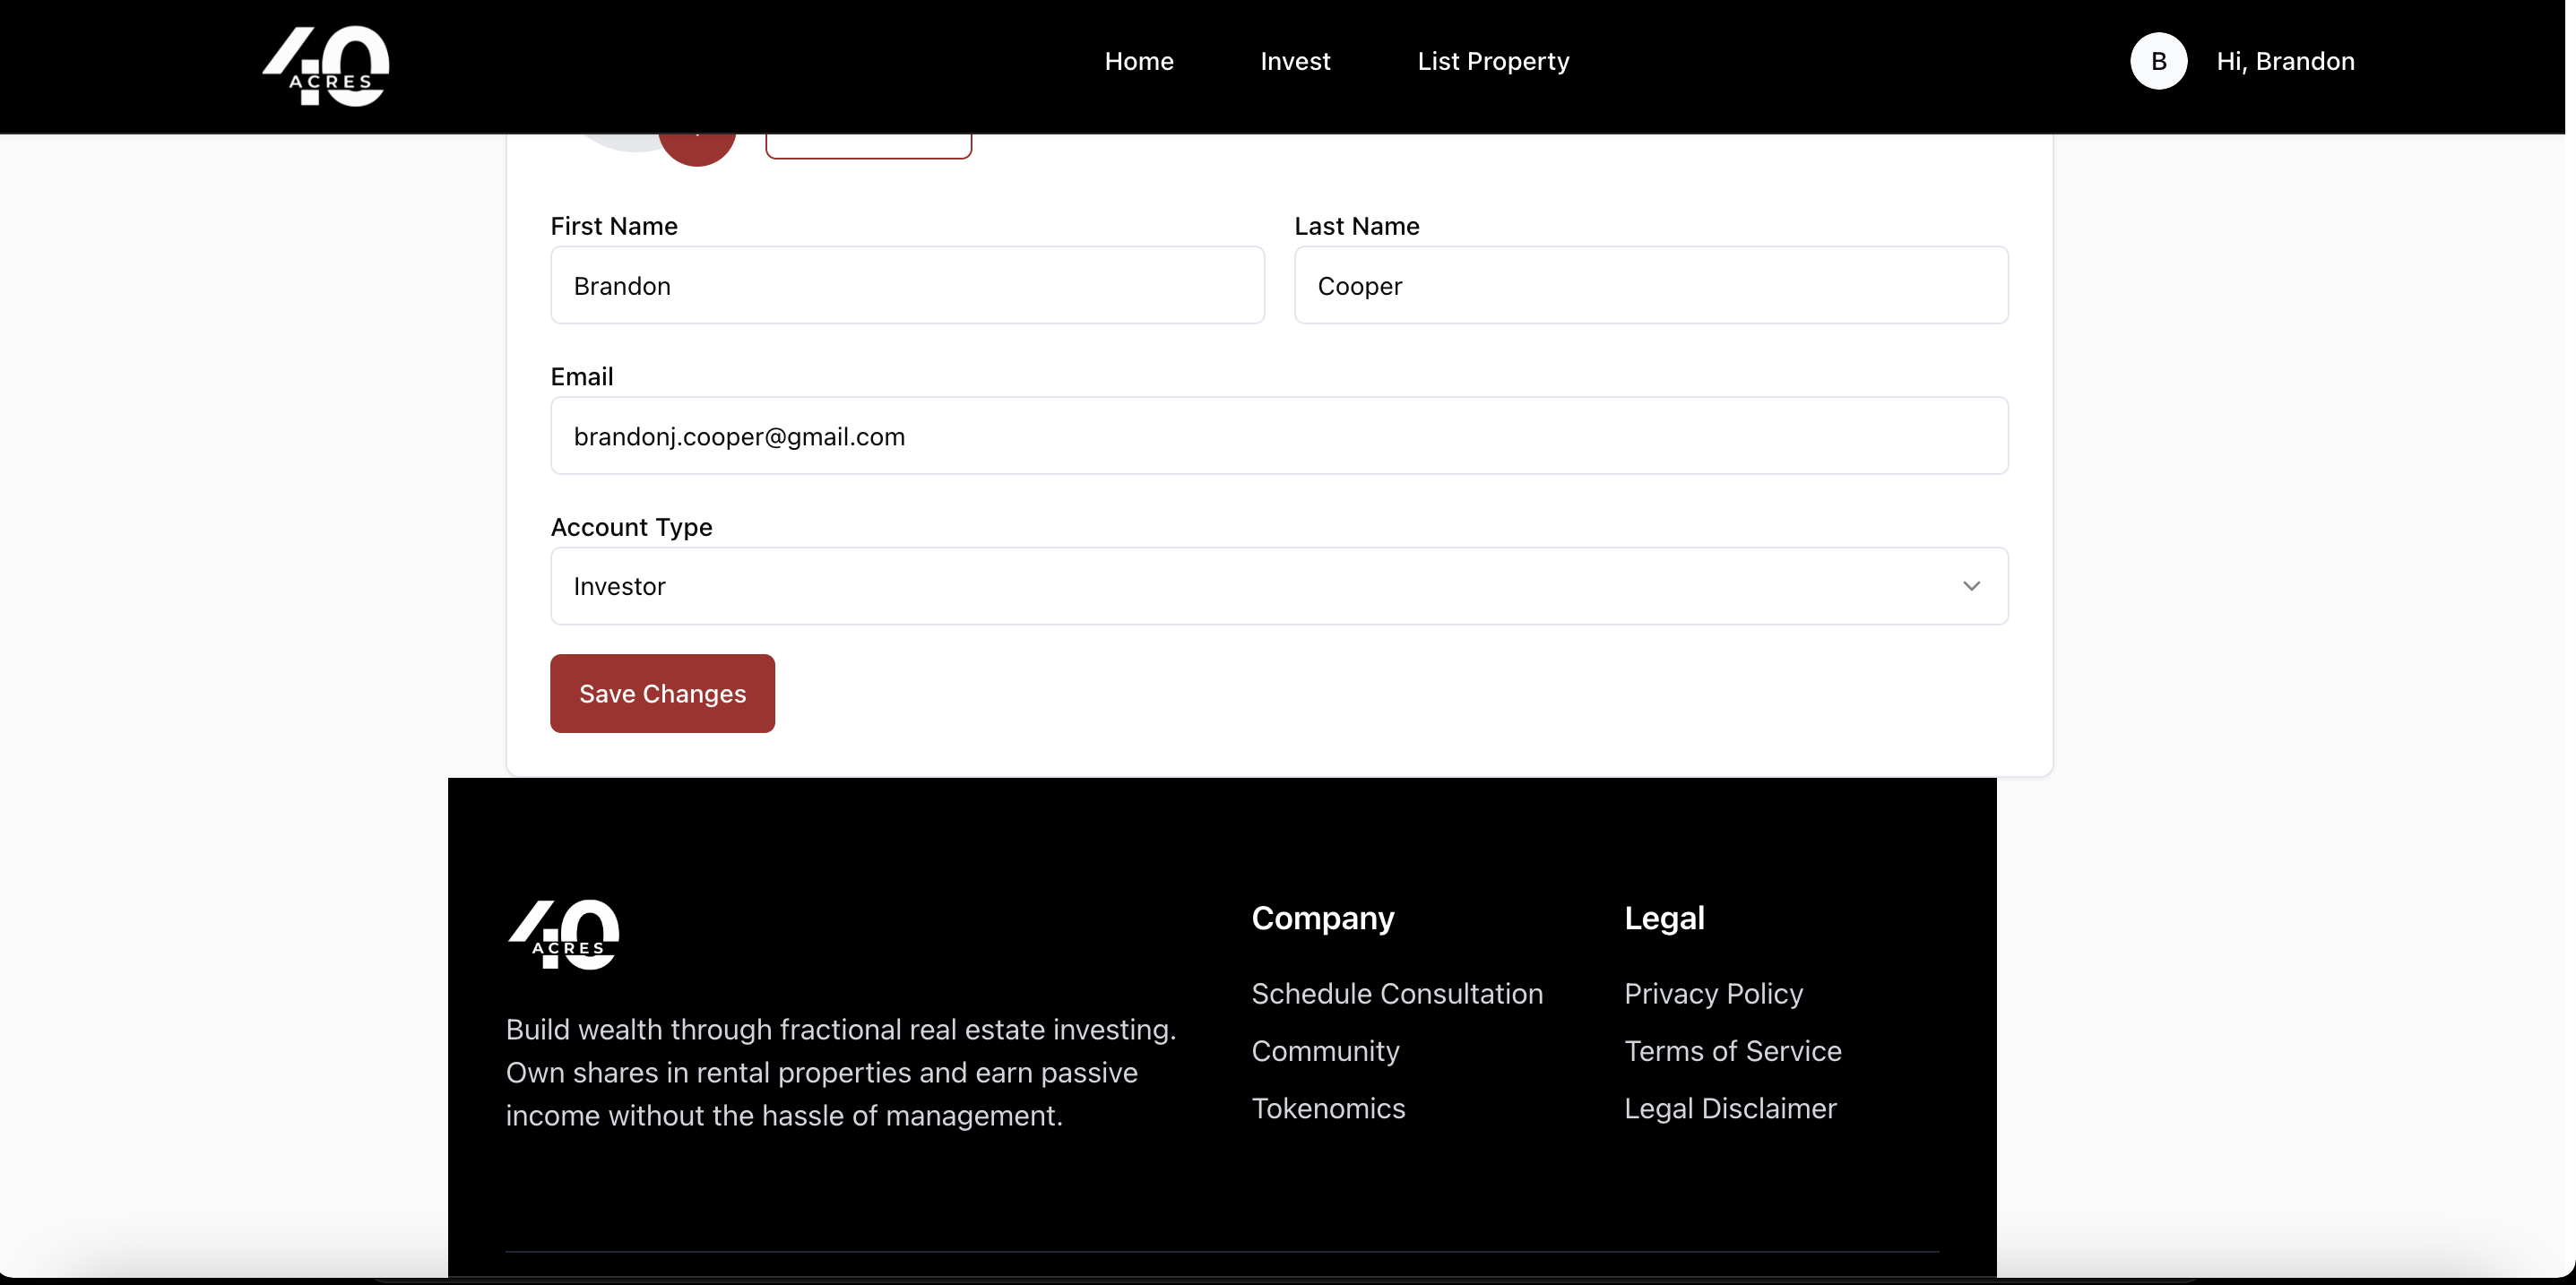 40
ACRES
Home
Invest
List Property
B
Hi, Brandon
First Name
Last Name
Brandon
Cooper
Email
brandonj.cooper@gmail.com
Account Type
Investor
Save Changes
40
ACRES
Build wealth through fractional real estate investing.
Own shares in rental properties and earn passive
income without the hassle of management.
Company
Schedule Consultation
Community
Tokenomics
Legal
Privacy Policy
Terms of Service
Legal Disclaimer